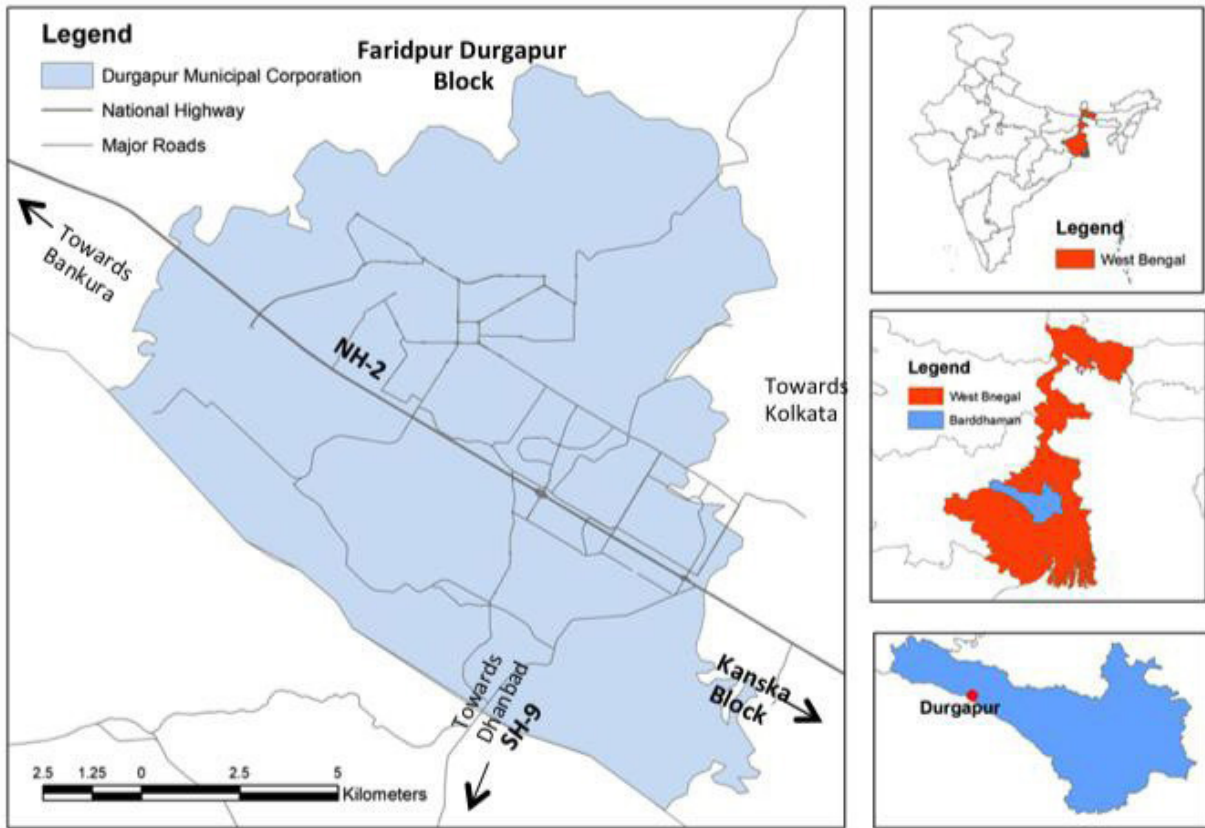 Legend
Durgapur Municipal Corporation
National Highway
Major Roads
Faridpur Durgapur
Block
Towards
Bankura
NH-2
Towards
Kolkata
Kanska
Block
Towards
Dhanbad
SH-9
2.5 1.25 0 2.5 5
Kilometers
Legend
West Bengal
Legend
West Bnegal
Barddhaman
Durgapur